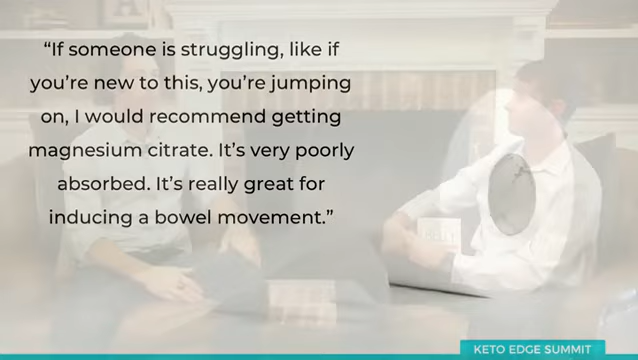 “If someone is struggling, like if
you’re new to this, you’re jumping
on, I would recommend getting
magnesium citrate. It’s very poorly
absorbed. It’s really great for
inducing a bowel movement.”
KETO EDGE SUMMIT